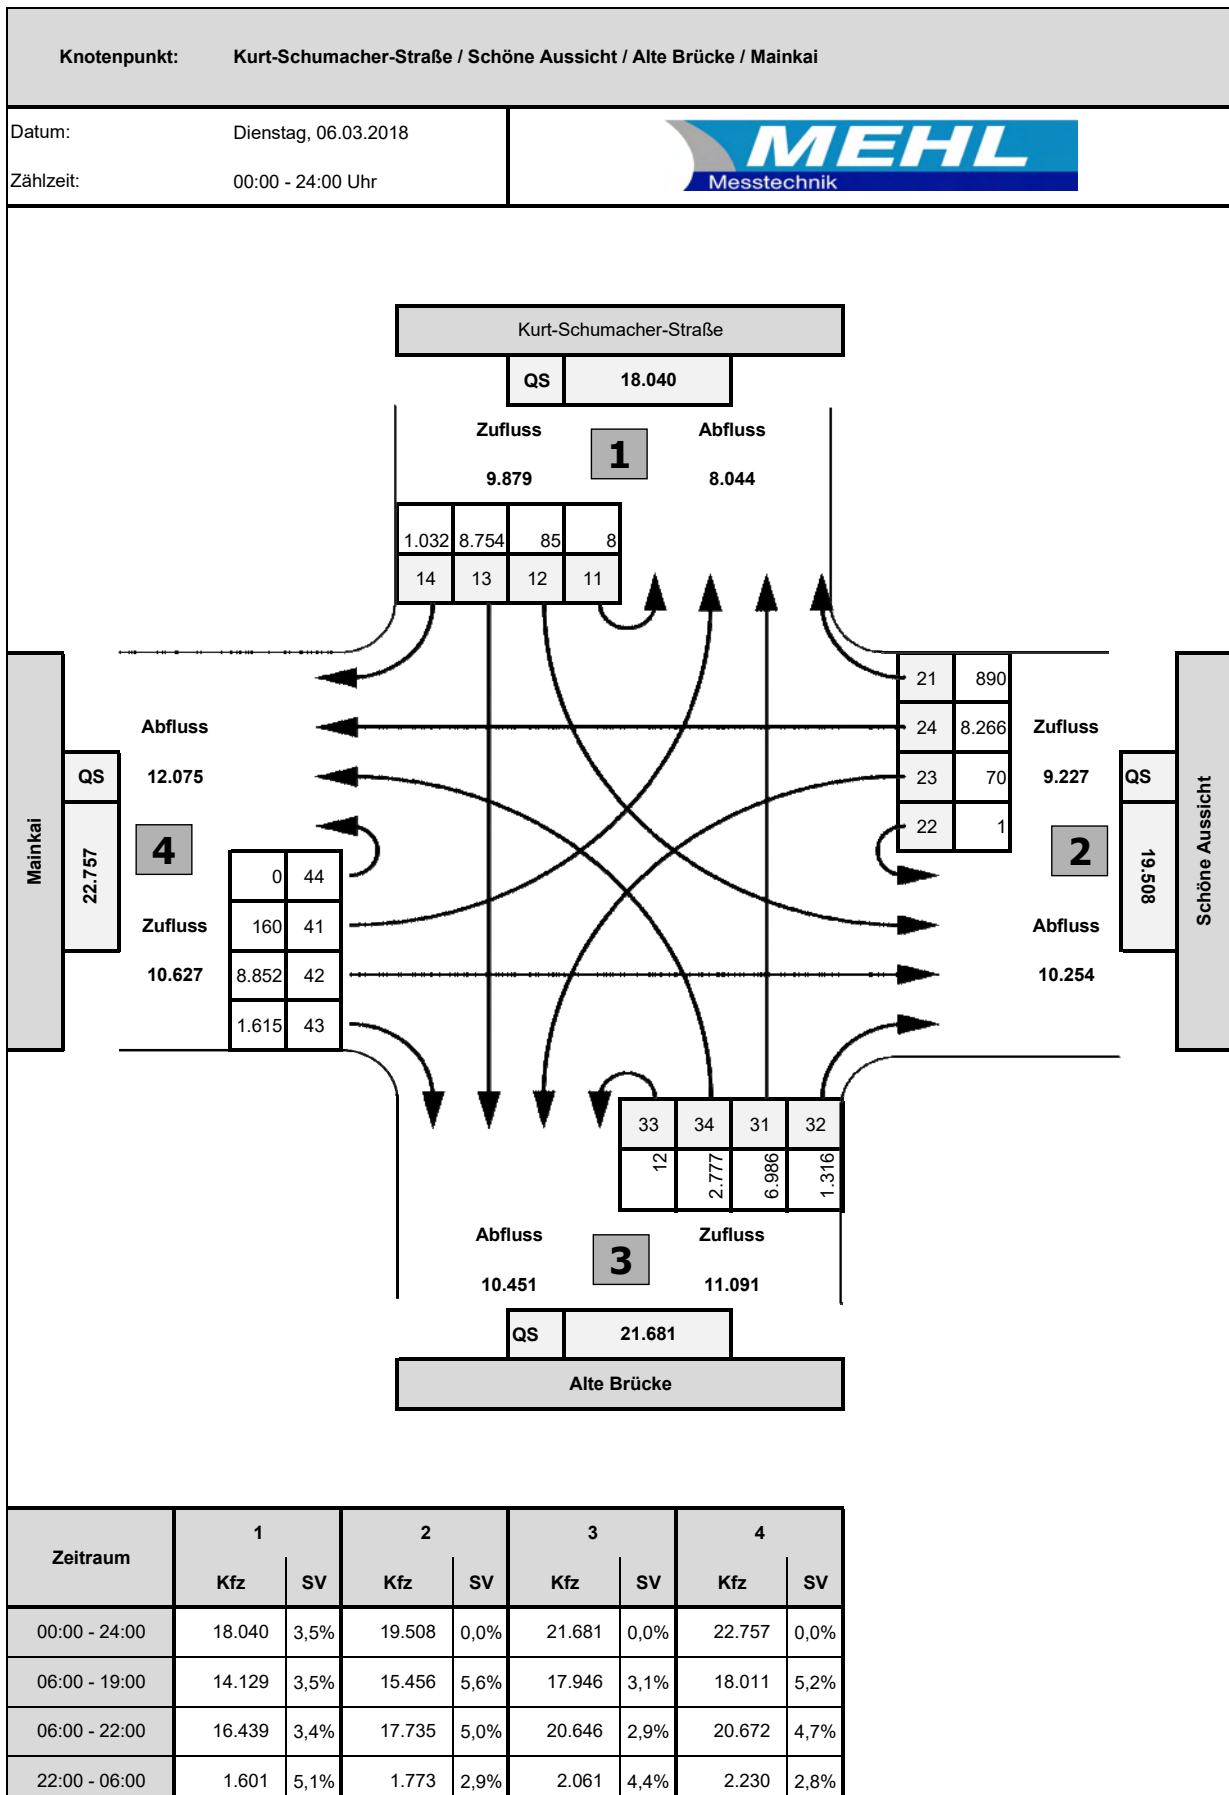 Knotenpunkt: Kurt-Schumacher-Straße / Schöne Aussicht / Alte Brücke / Mainkai
Datum: Dienstag, 06.03.2018
Zählzeit: 00:00 - 24:00 Uhr
MEHL
Messtechnik
Kurt-Schumacher-Straße
QS 18.040
Zufluss 1 Abfluss
9.879 8.044
1.032 8.754 85 8
14 13 12 11
Mainkai
QS
22.757
Abfluss
12.075
4
Zufluss
10.627
0 44
160 41
8.852 42
1.615 43
21 890
24 8.266
23 70
22 1
Zufluss
9.227
2
Abfluss
10.254
QS
19.508
Schöne Aussicht
33 34 31 32
12 2.777 6.986 1.316
Abfluss 3 Zufluss
10.451 11.091
QS 21.681
Alte Brücke
Zeitraum 1 2 3 4
Kfz SV Kfz SV Kfz SV Kfz SV
00:00 - 24:00 18.040 3,5% 19.508 0,0% 21.681 0,0% 22.757 0,0%
06:00 - 19:00 14.129 3,5% 15.456 5,6% 17.946 3,1% 18.011 5,2%
06:00 - 22:00 16.439 3,4% 17.735 5,0% 20.646 2,9% 20.672 4,7%
22:00 - 06:00 1.601 5,1% 1.773 2,9% 2.061 4,4% 2.230 2,8%